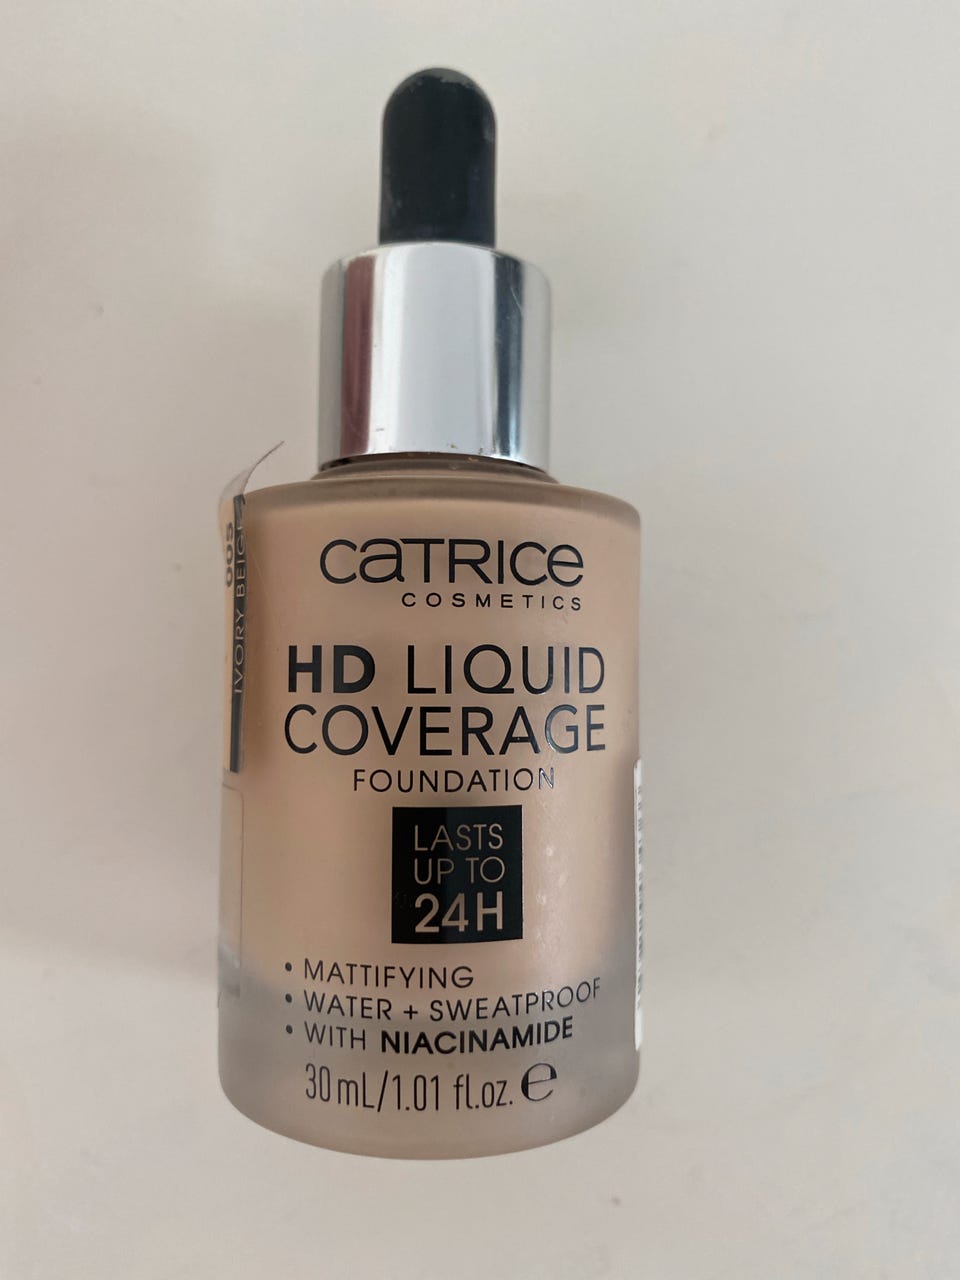 CATRICE
COSMETICS
HD LIQUID
COVERAGE
FOUNDATION
LASTS
UP TO
24H
• MATTIFYING
• WATER + SWEATPROOF
• WITH NIACINAMIDE
30 mL/1.01 fl.oz. ℮
005
IVORY BEIGE